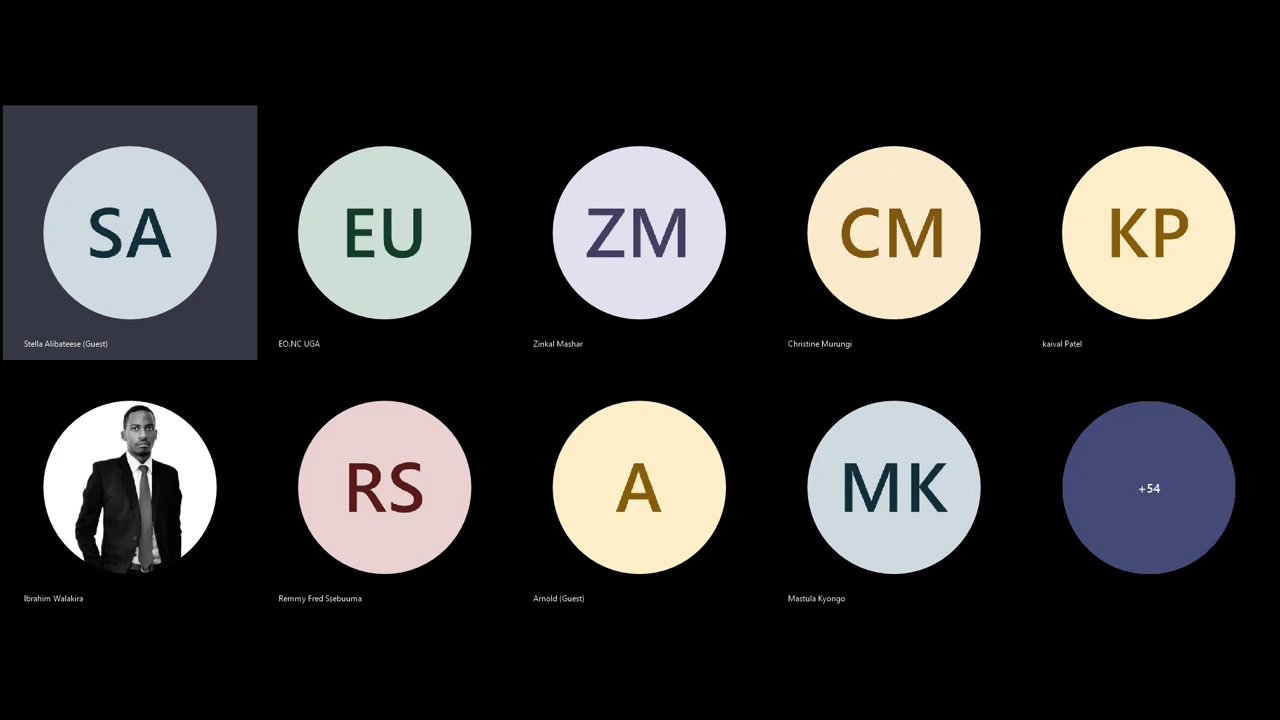 SA
EU
ZM
CM
KP
Stella Alibateese (Guest)
EO.NC UGA
Zinkal Mashar
Christine Murungi
kaival Patel
RS
A
MK
+54
Ibrahim Walakira
Remmy Fred Ssebuuma
Arnold (Guest)
Mastula Kyongo